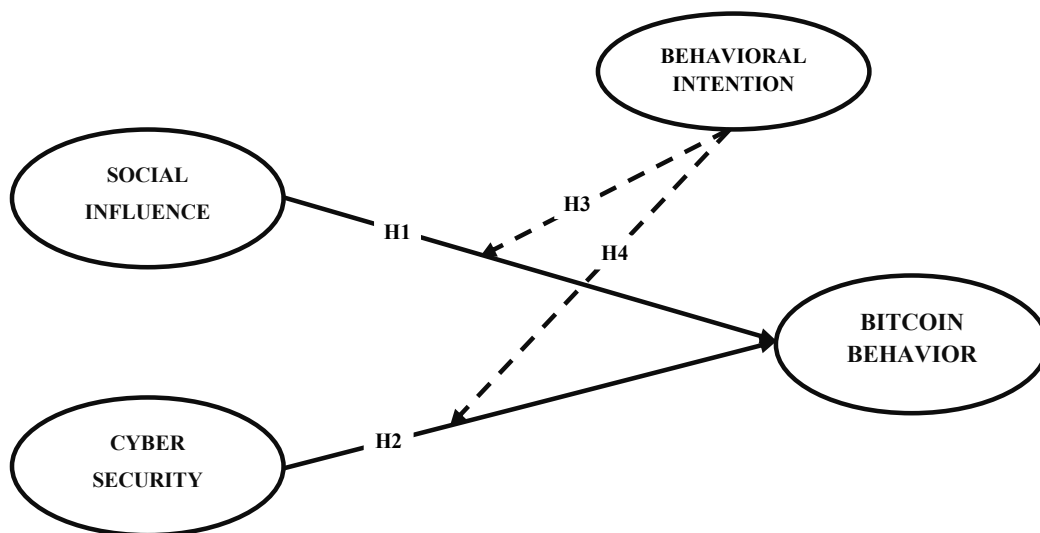 BEHAVIORAL
INTENTION
SOCIAL
INFLUENCE
H3
H1
H4
BITCOIN
BEHAVIOR
CYBER
SECURITY
H2